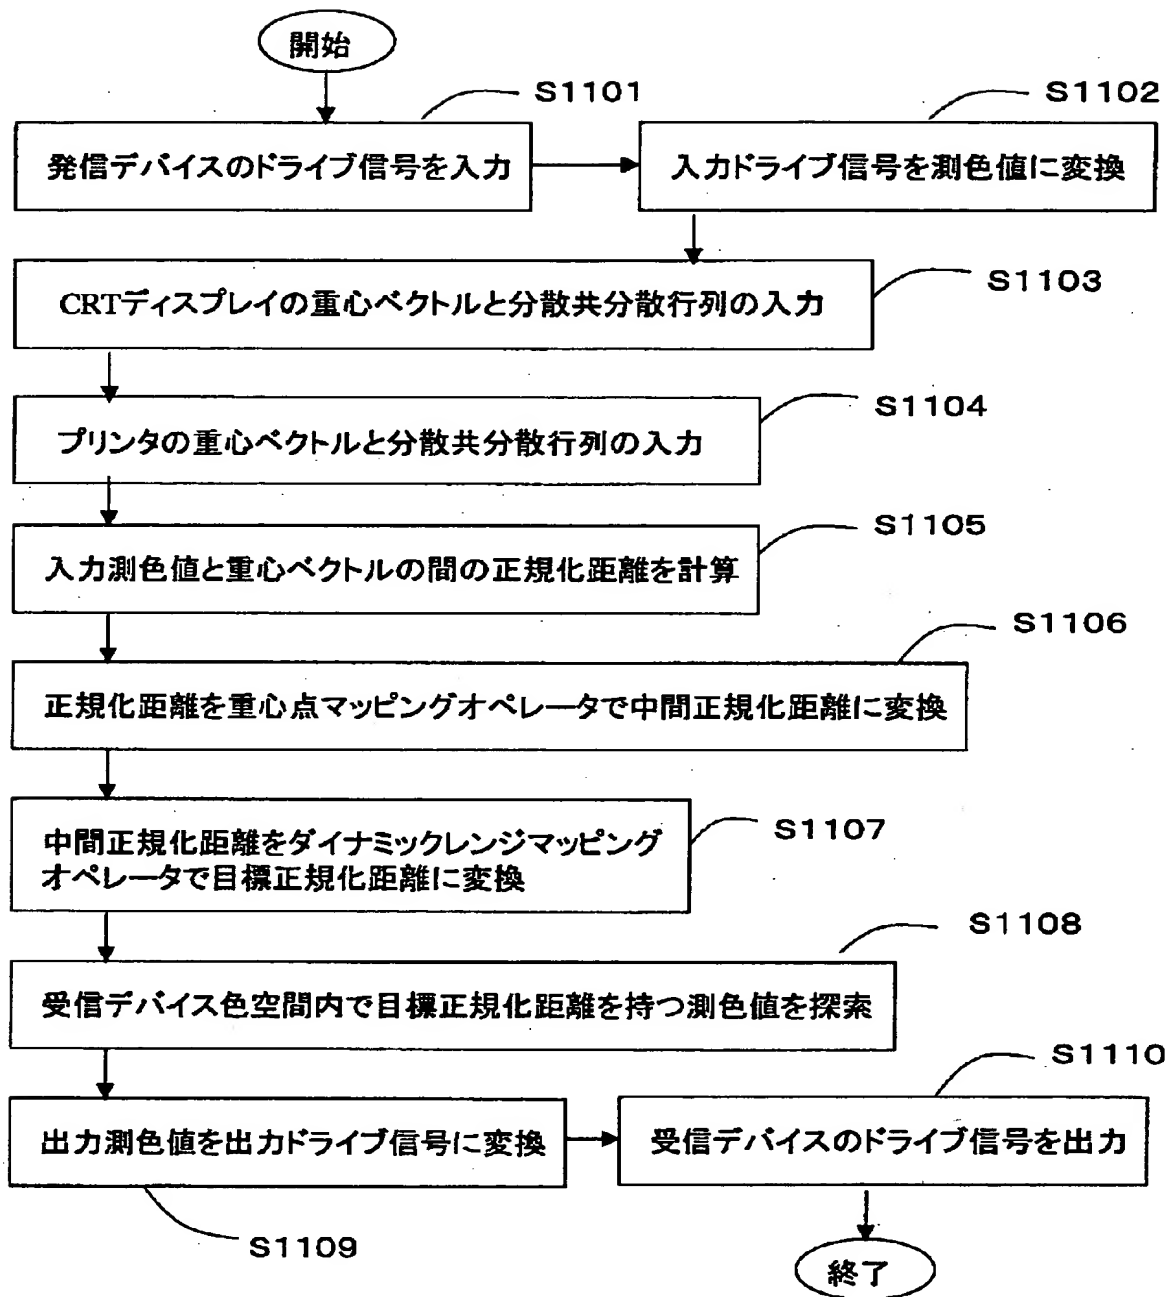 開始
S1101
S1102
発信デバイスのドライブ信号を入力
入力ドライブ信号を測色値に変換
S1103
CRTディスプレイの重心ベクトルと分散共分散行列の入力
S1104
プリンタの重心ベクトルと分散共分散行列の入力
S1105
入力測色値と重心ベクトルの間の正規化距離を計算
S1106
正規化距離を重心点マッピングオペレータで中間正規化距離に変換
S1107
中間正規化距離をダイナミックレンジマッピング
オペレータで目標正規化距離に変換
S1108
受信デバイス色空間内で目標正規化距離を持つ測色値を探索
S1110
出力測色値を出力ドライブ信号に変換
受信デバイスのドライブ信号を出力
S1109
終了